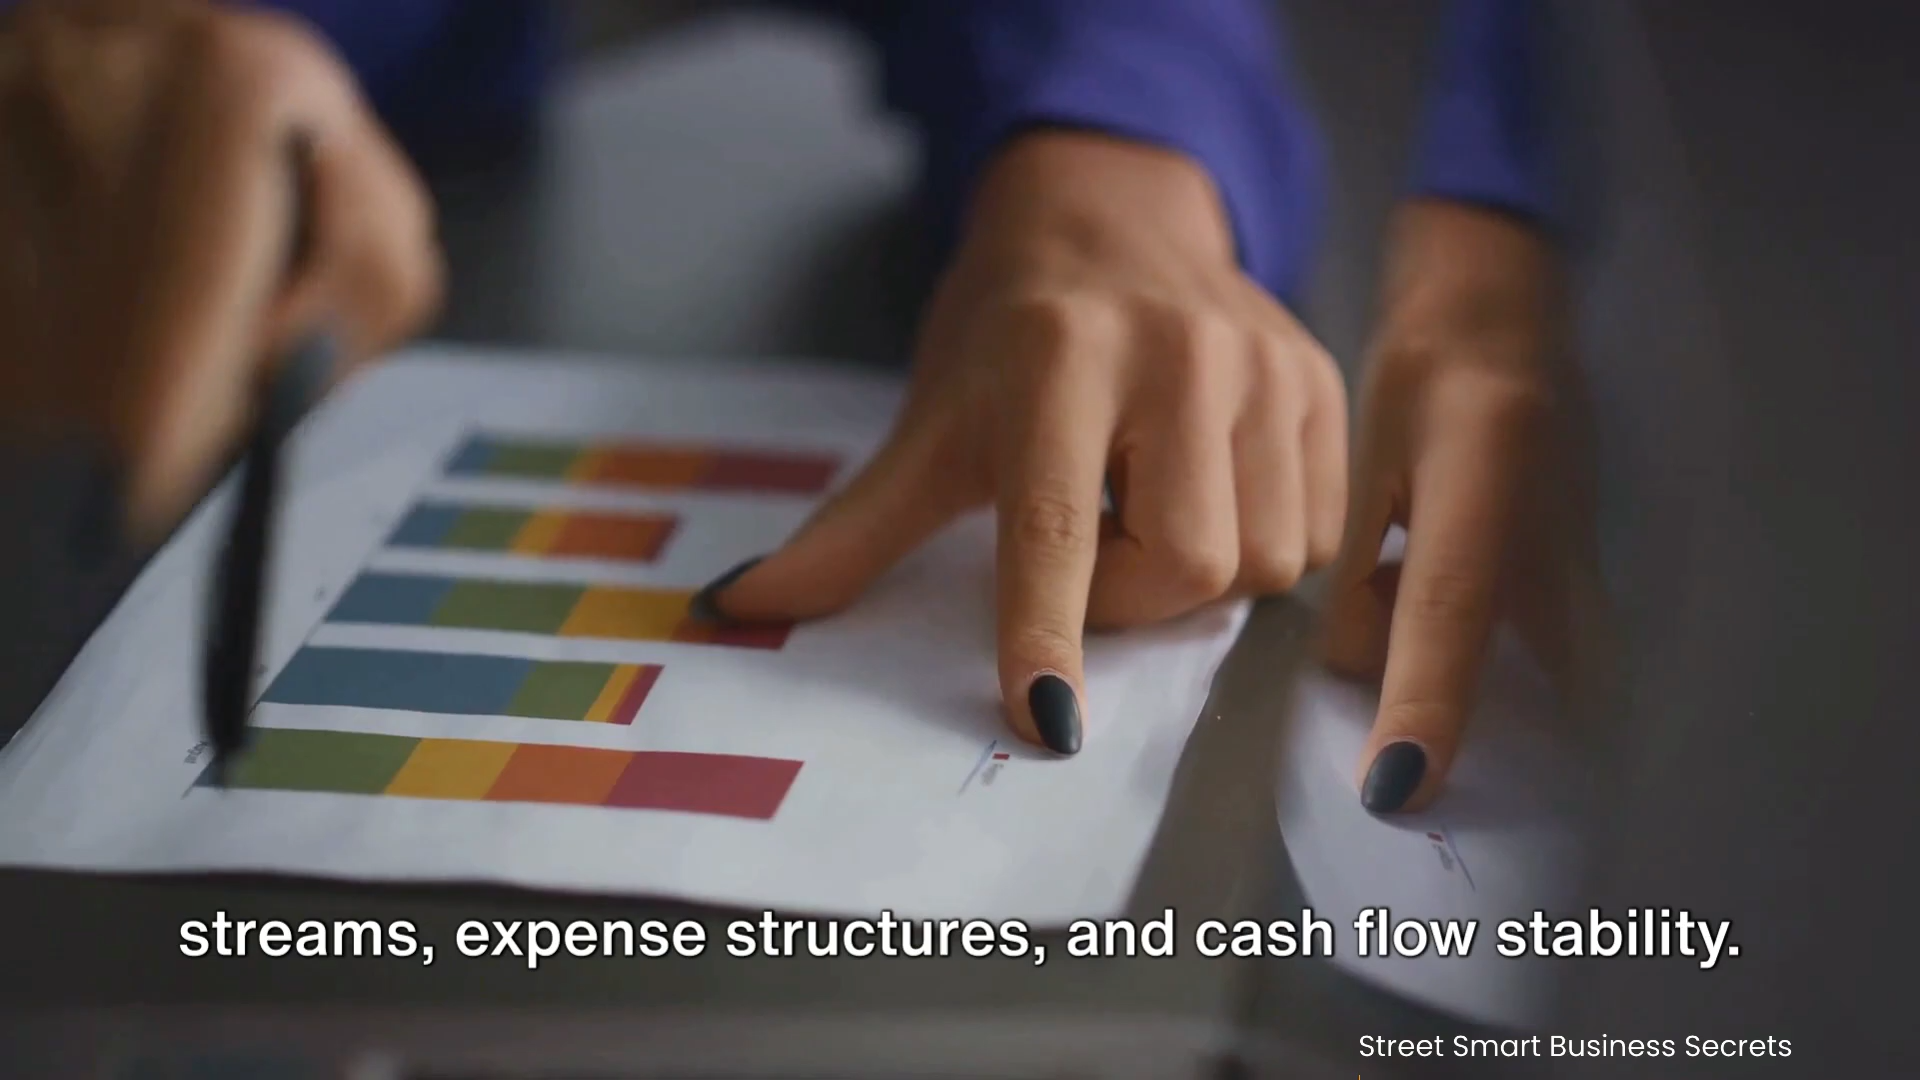 streams, expense structures, and cash flow stability.
Street Smart Business Secrets